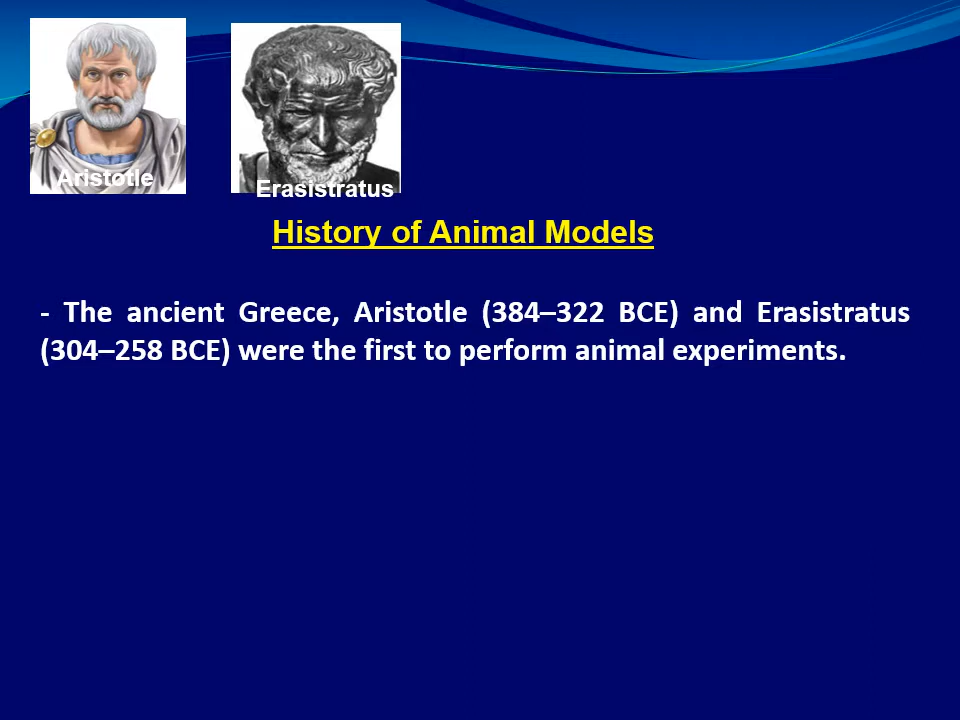 Aristotle
Erasistratus
History of Animal Models
- The ancient Greece, Aristotle (384–322 BCE) and Erasistratus
(304–258 BCE) were the first to perform animal experiments.